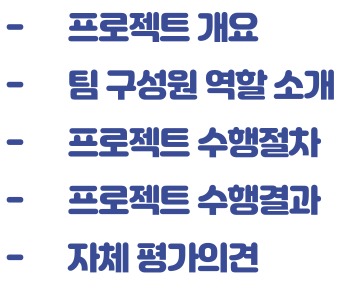 - 프로젝트 개요
- 팀 구성원 역할 소개
- 프로젝트 수행절차
- 프로젝트 수행결과
- 자체 평가의견